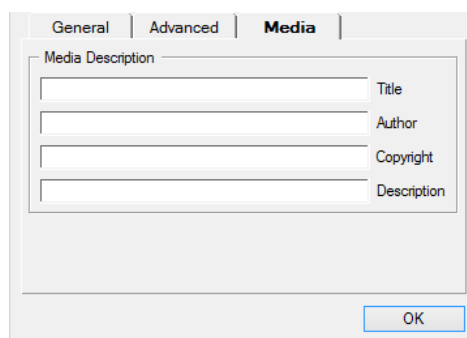 General Advanced Media
Media Description
Title
Author
Copyright
Description
OK